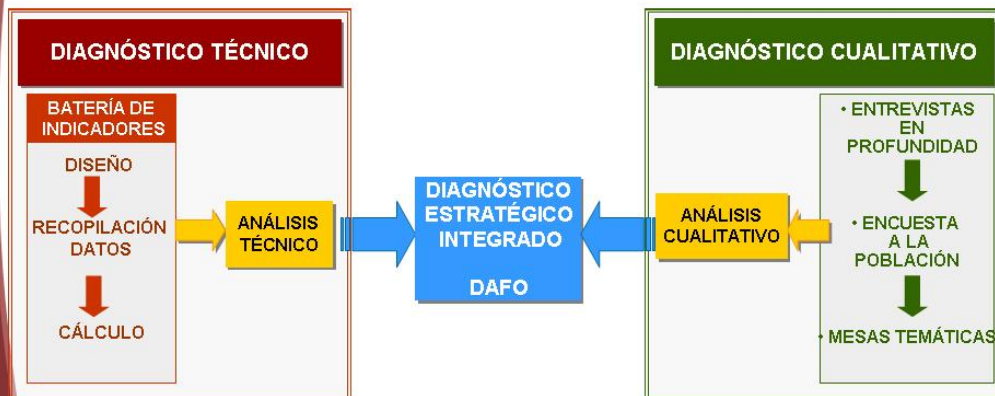 DIAGNÓSTICO TÉCNICO
BATERÍA DE
INDICADORES
DISEÑO
RECOPILACIÓN
DATOS
CÁLCULO
ANÁLISIS
TÉCNICO
DIAGNÓSTICO
ESTRATÉGICO
INTEGRADO
DAFO
DIAGNÓSTICO CUALITATIVO
ANÁLISIS
CUALITATIVO
• ENTREVISTAS
EN
PROFUNDIDAD
• ENCUESTA
A LA
POBLACIÓN
• MESAS TEMÁTICAS